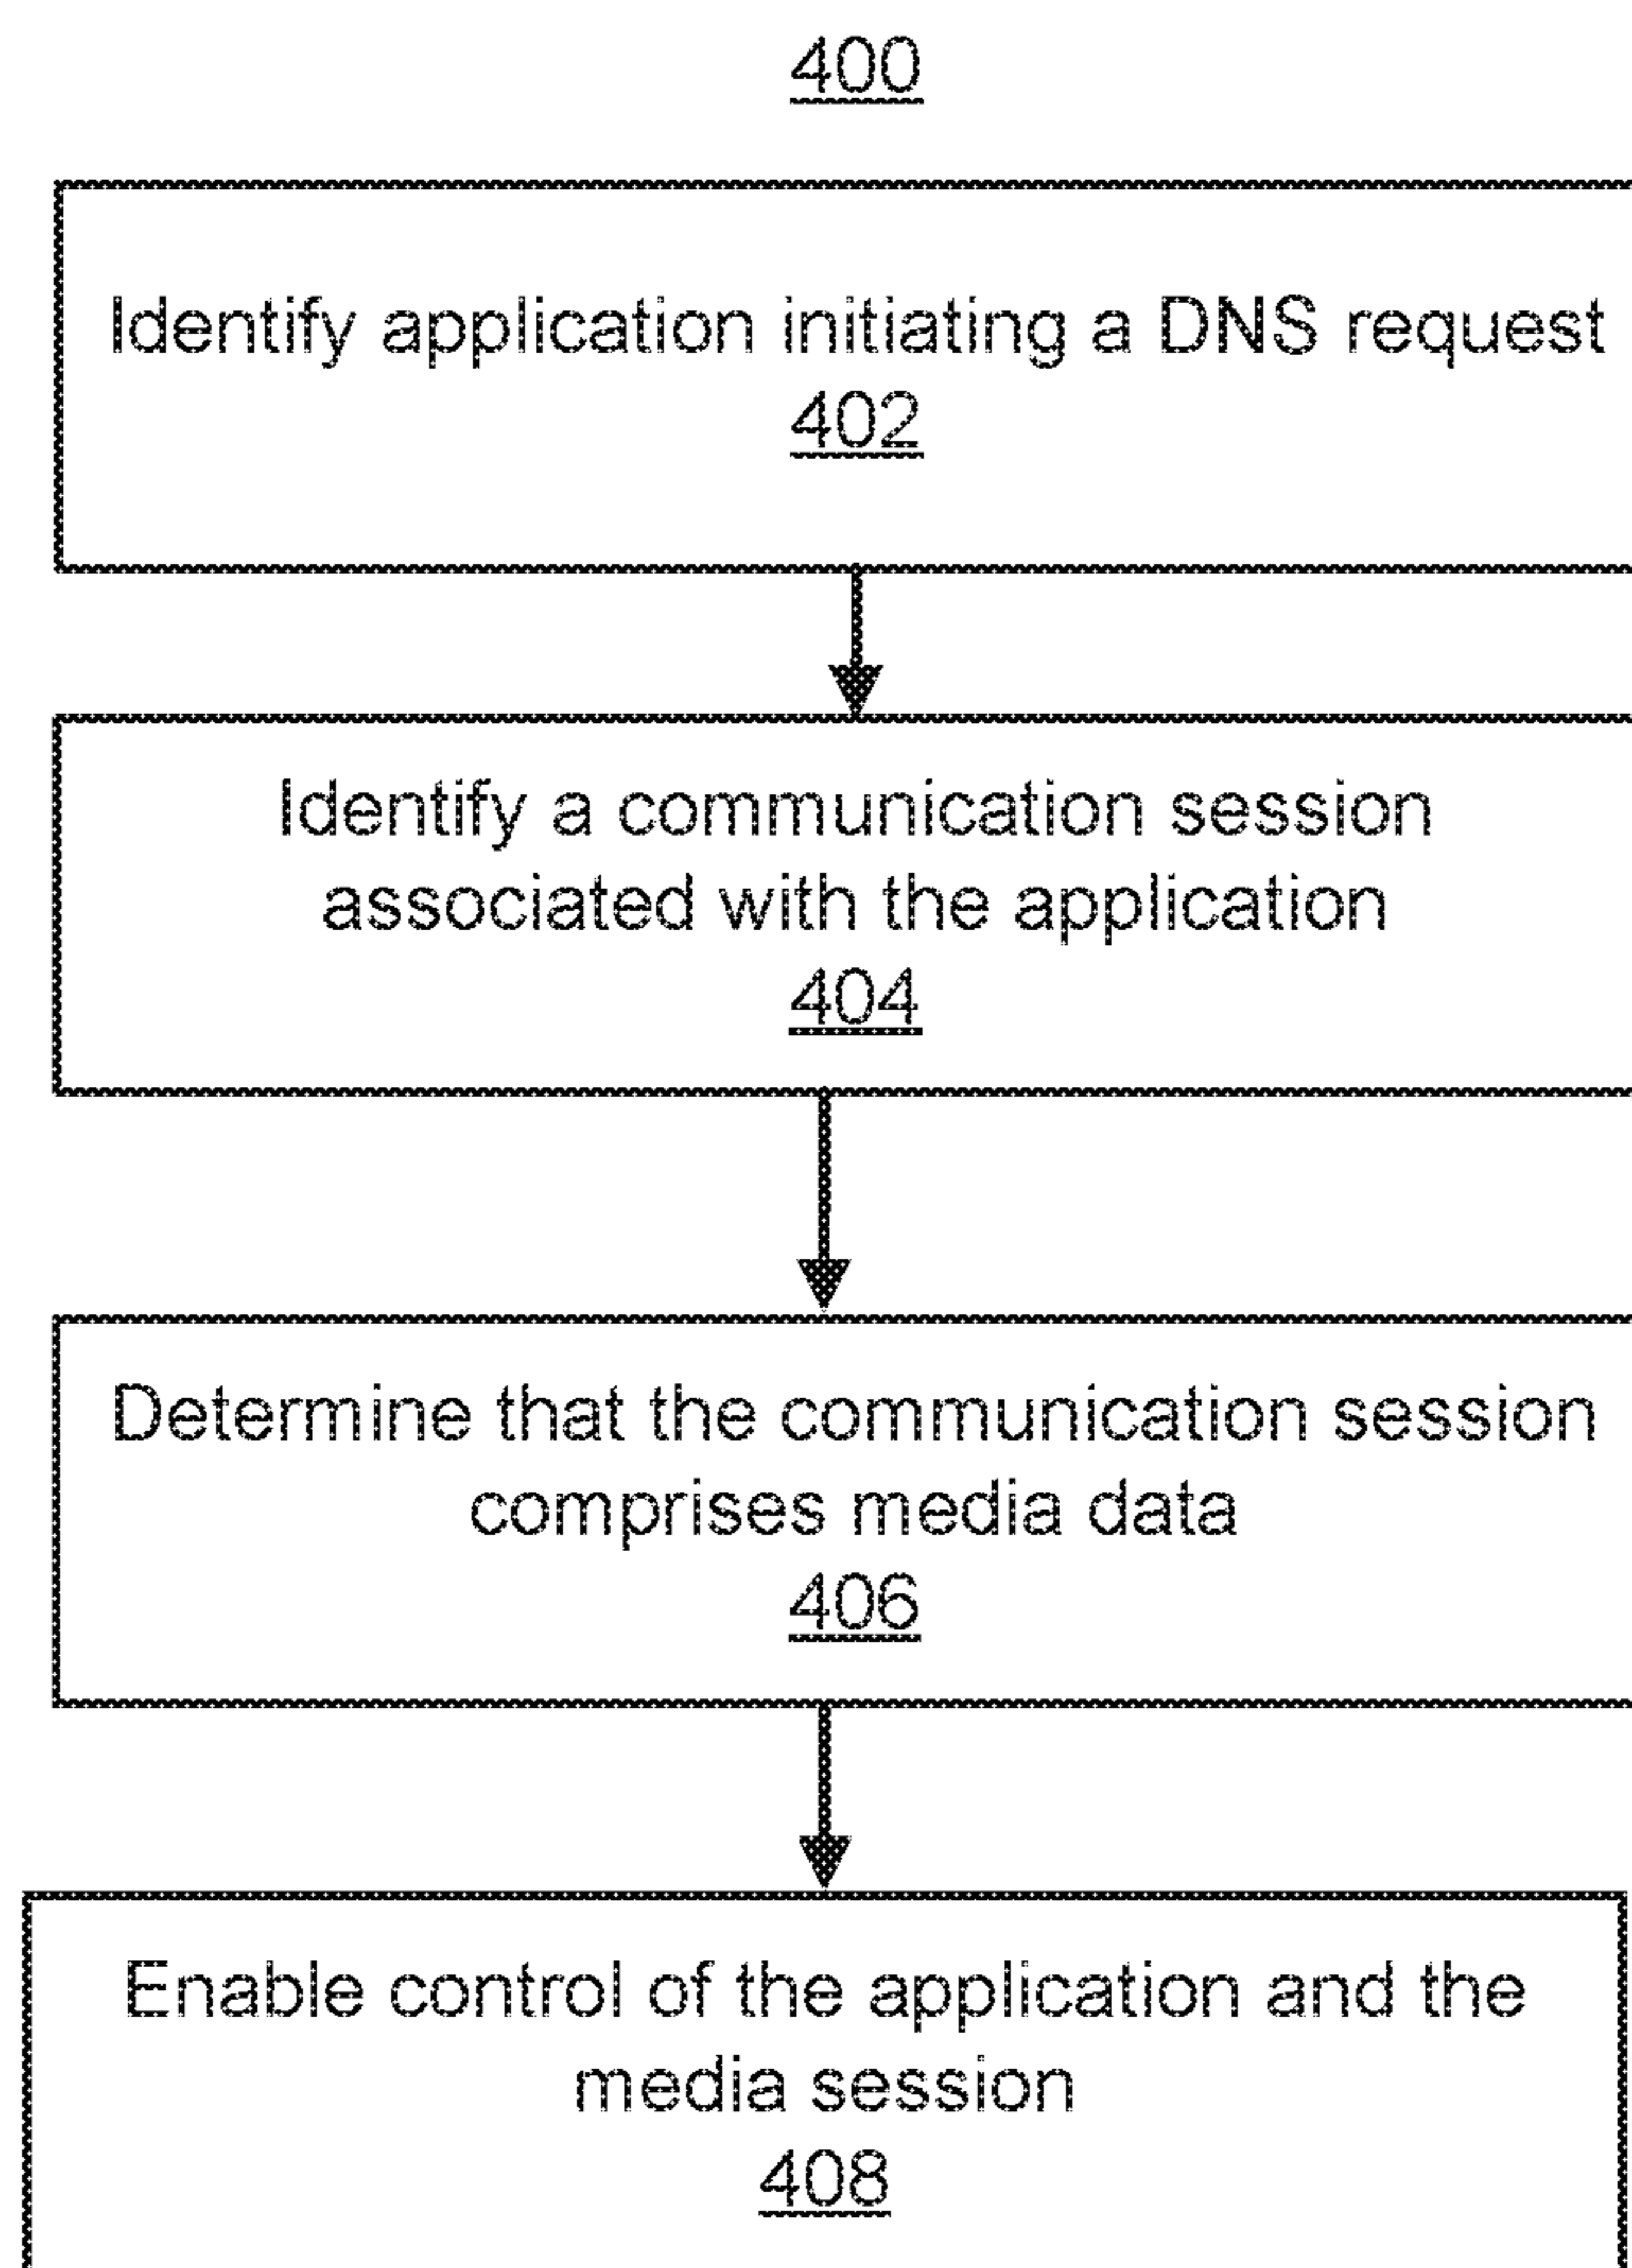 400
Identify application initiating a DNS request
402
Identify a communication session
associated with the application
404
Determine that the communication session
comprises media data
406
Enable control of the application and the
media session
408